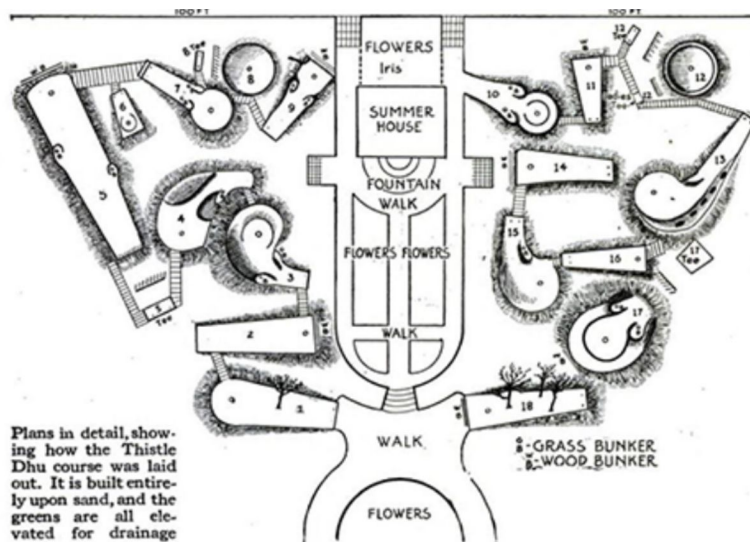 100 FT
100 FT
FLOWERS
Iris
SUMMER
HOUSE
FOUNTAIN
WALK
FLOWERS FLOWERS
WALK
WALK
FLOWERS
W B
8 Tee
7
8
9
6
5
4
3
5
Tee
2
1
10
11
12
Tee
12
12
13
14
15
16
17
Tee
17
18
G
B
-GRASS BUNKER
W
B
-WOOD BUNKER
Plans in detail, show-
ing how the Thistle
Dhu course was laid
out. It is built entire-
ly upon sand, and the
greens are all ele-
vated for drainage